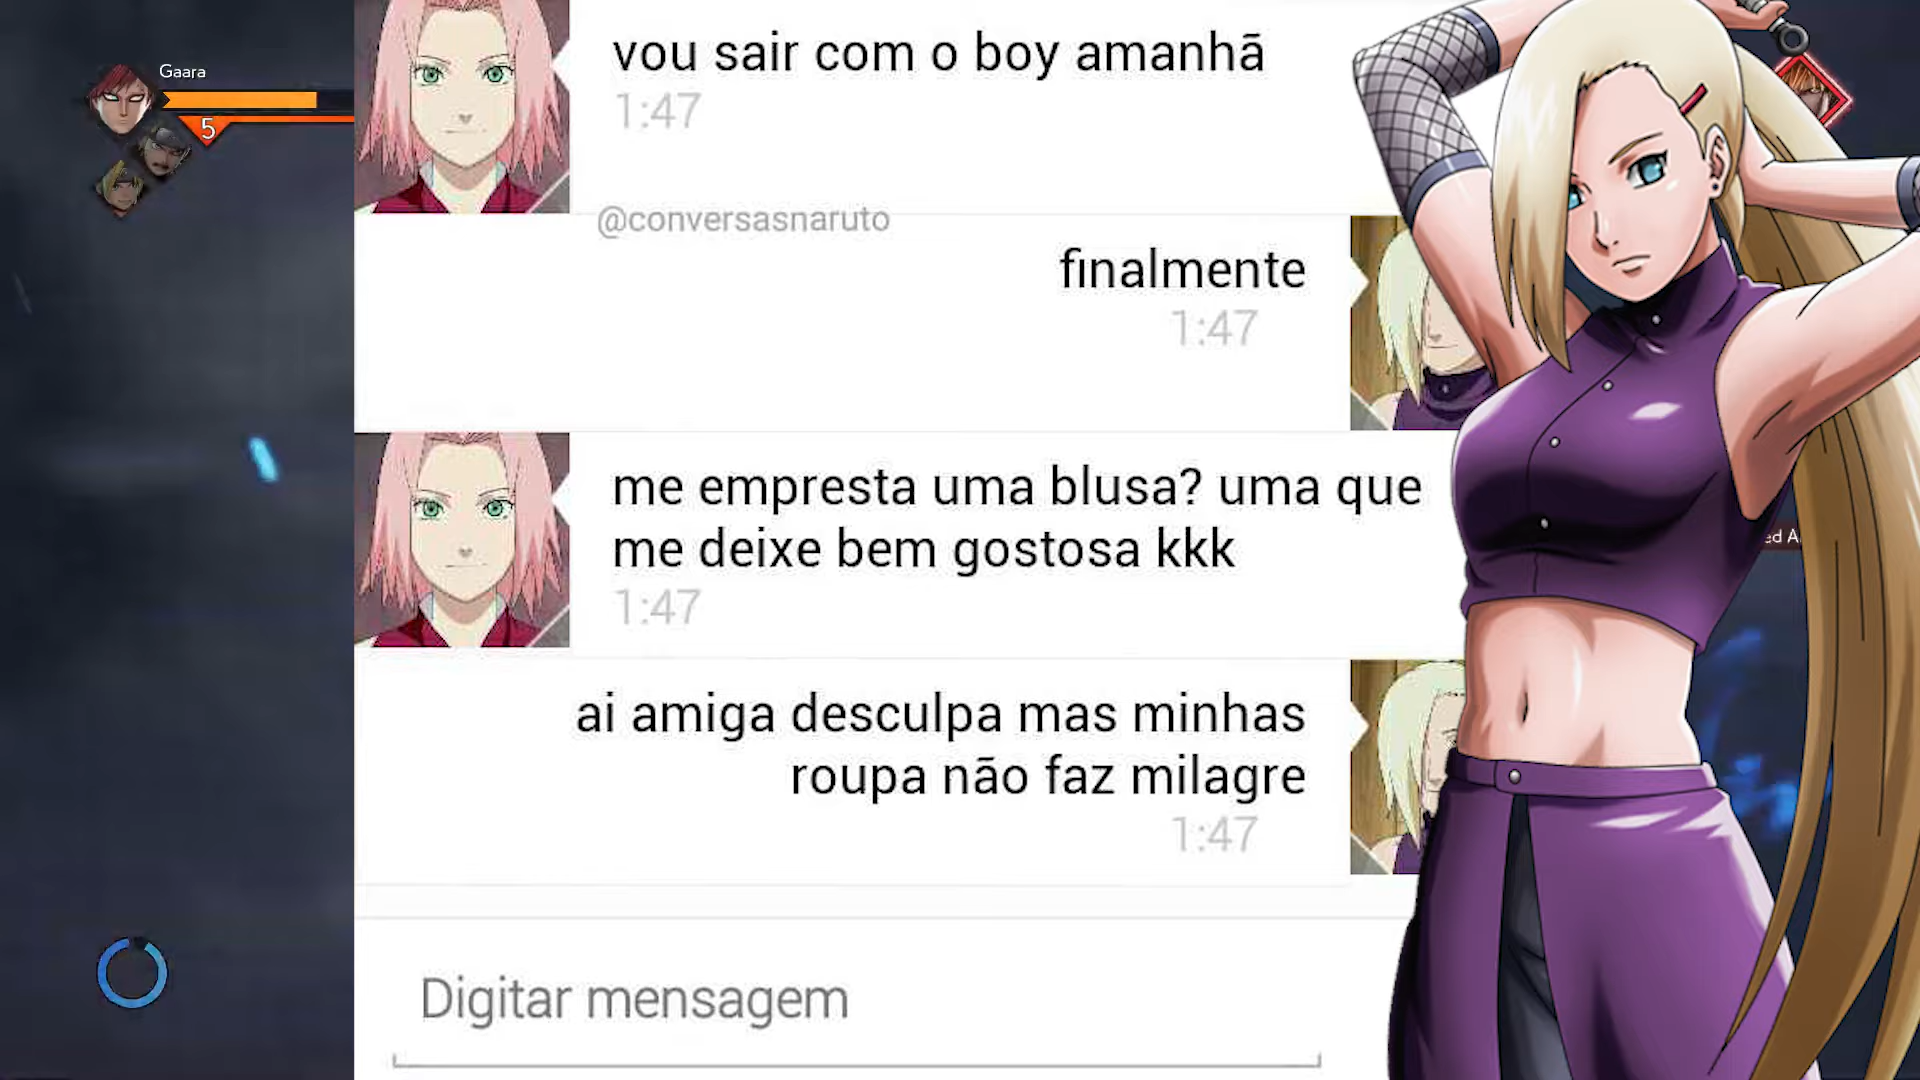 Gaara
5
vou sair com o boy amanhã
1:47
@conversasnaruto
finalmente
1:47
me empresta uma blusa? uma que
me deixe bem gostosa kkk
1:47
ai amiga desculpa mas minhas
roupa não faz milagre
1:47
Digitar mensagem